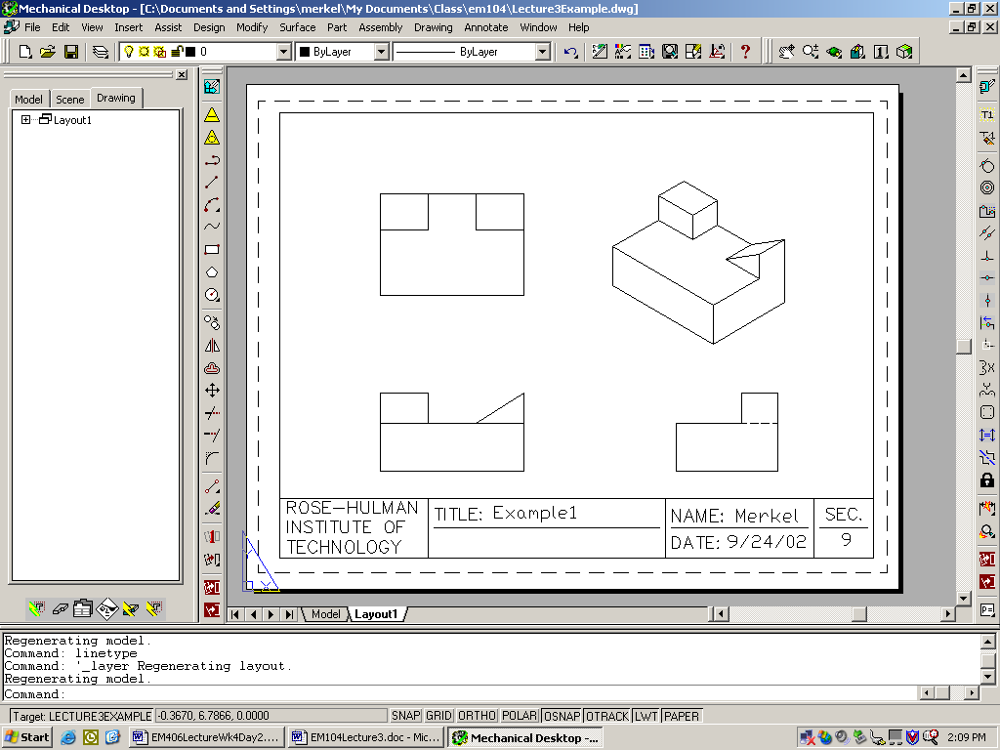 Mechanical Desktop - [C:\Documents and Settings\merkel\My Documents\Class\em104\Lecture3Example.dwg]
File Edit View Insert Assist Design Modify Surface Part Assembly Drawing Annotate Window Help
0 ByLayer ByLayer
Model Scene Drawing
Layout1
T1
3x
ROSE-HULMAN
INSTITUTE OF
TECHNOLOGY
TITLE: Example1
NAME: Merkel
DATE: 9/24/02
SEC.
9
X
Model Layout1
Regenerating model.
Command: linetype
Command: '_layer Regenerating layout.
Regenerating model.
Command:
Target: LECTURE3EXAMPLE -0.3670, 6.7866, 0.0000 SNAP GRID ORTHO POLAR OSNAP OTRACK LWT PAPER
Start EM406LectureWk4Day2.... EM104Lecture3.doc - Mic... Mechanical Desktop -... 2:09 PM